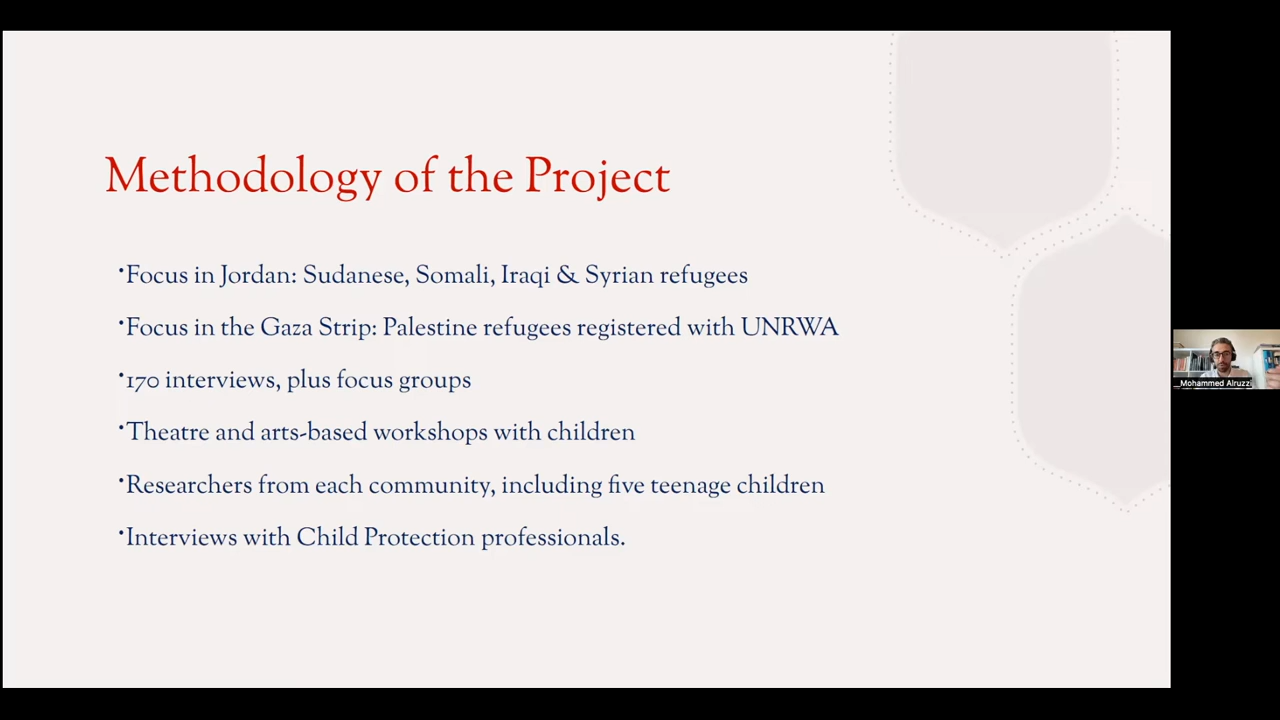 Methodology of the Project
•Focus in Jordan: Sudanese, Somali, Iraqi & Syrian refugees
•Focus in the Gaza Strip: Palestine refugees registered with UNRWA
•170 interviews, plus focus groups
•Theatre and arts-based workshops with children
•Researchers from each community, including five teenage children
•Interviews with Child Protection professionals.
__Mohammed Alruzzi